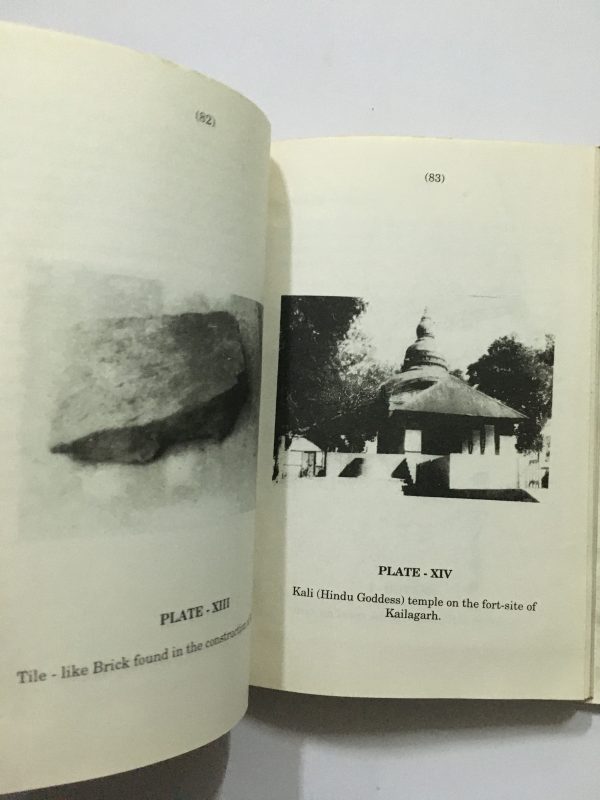 (82)
PLATE - XIII
Tile - like Brick found in the construction
(83)
PLATE - XIV
Kali (Hindu Goddess) temple on the fort-site of
Kailagarh.